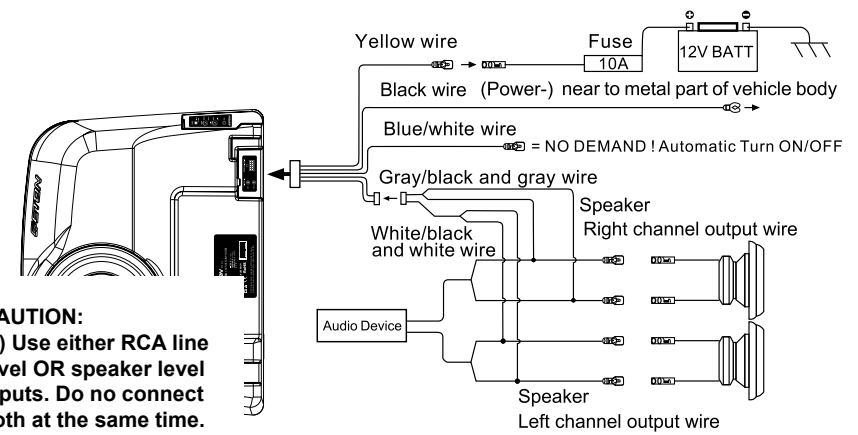 Yellow wire
Fuse
10A
12V BATT
Black wire (Power-) near to metal part of vehicle body
Blue/white wire
= NO DEMAND ! Automatic Turn ON/OFF
Gray/black and gray wire
Speaker
Right channel output wire
White/black
and white wire
Audio Device
Speaker
Left channel output wire
AUTION:
) Use either RCA line
vel OR speaker level
puts. Do no connect
oth at the same time.